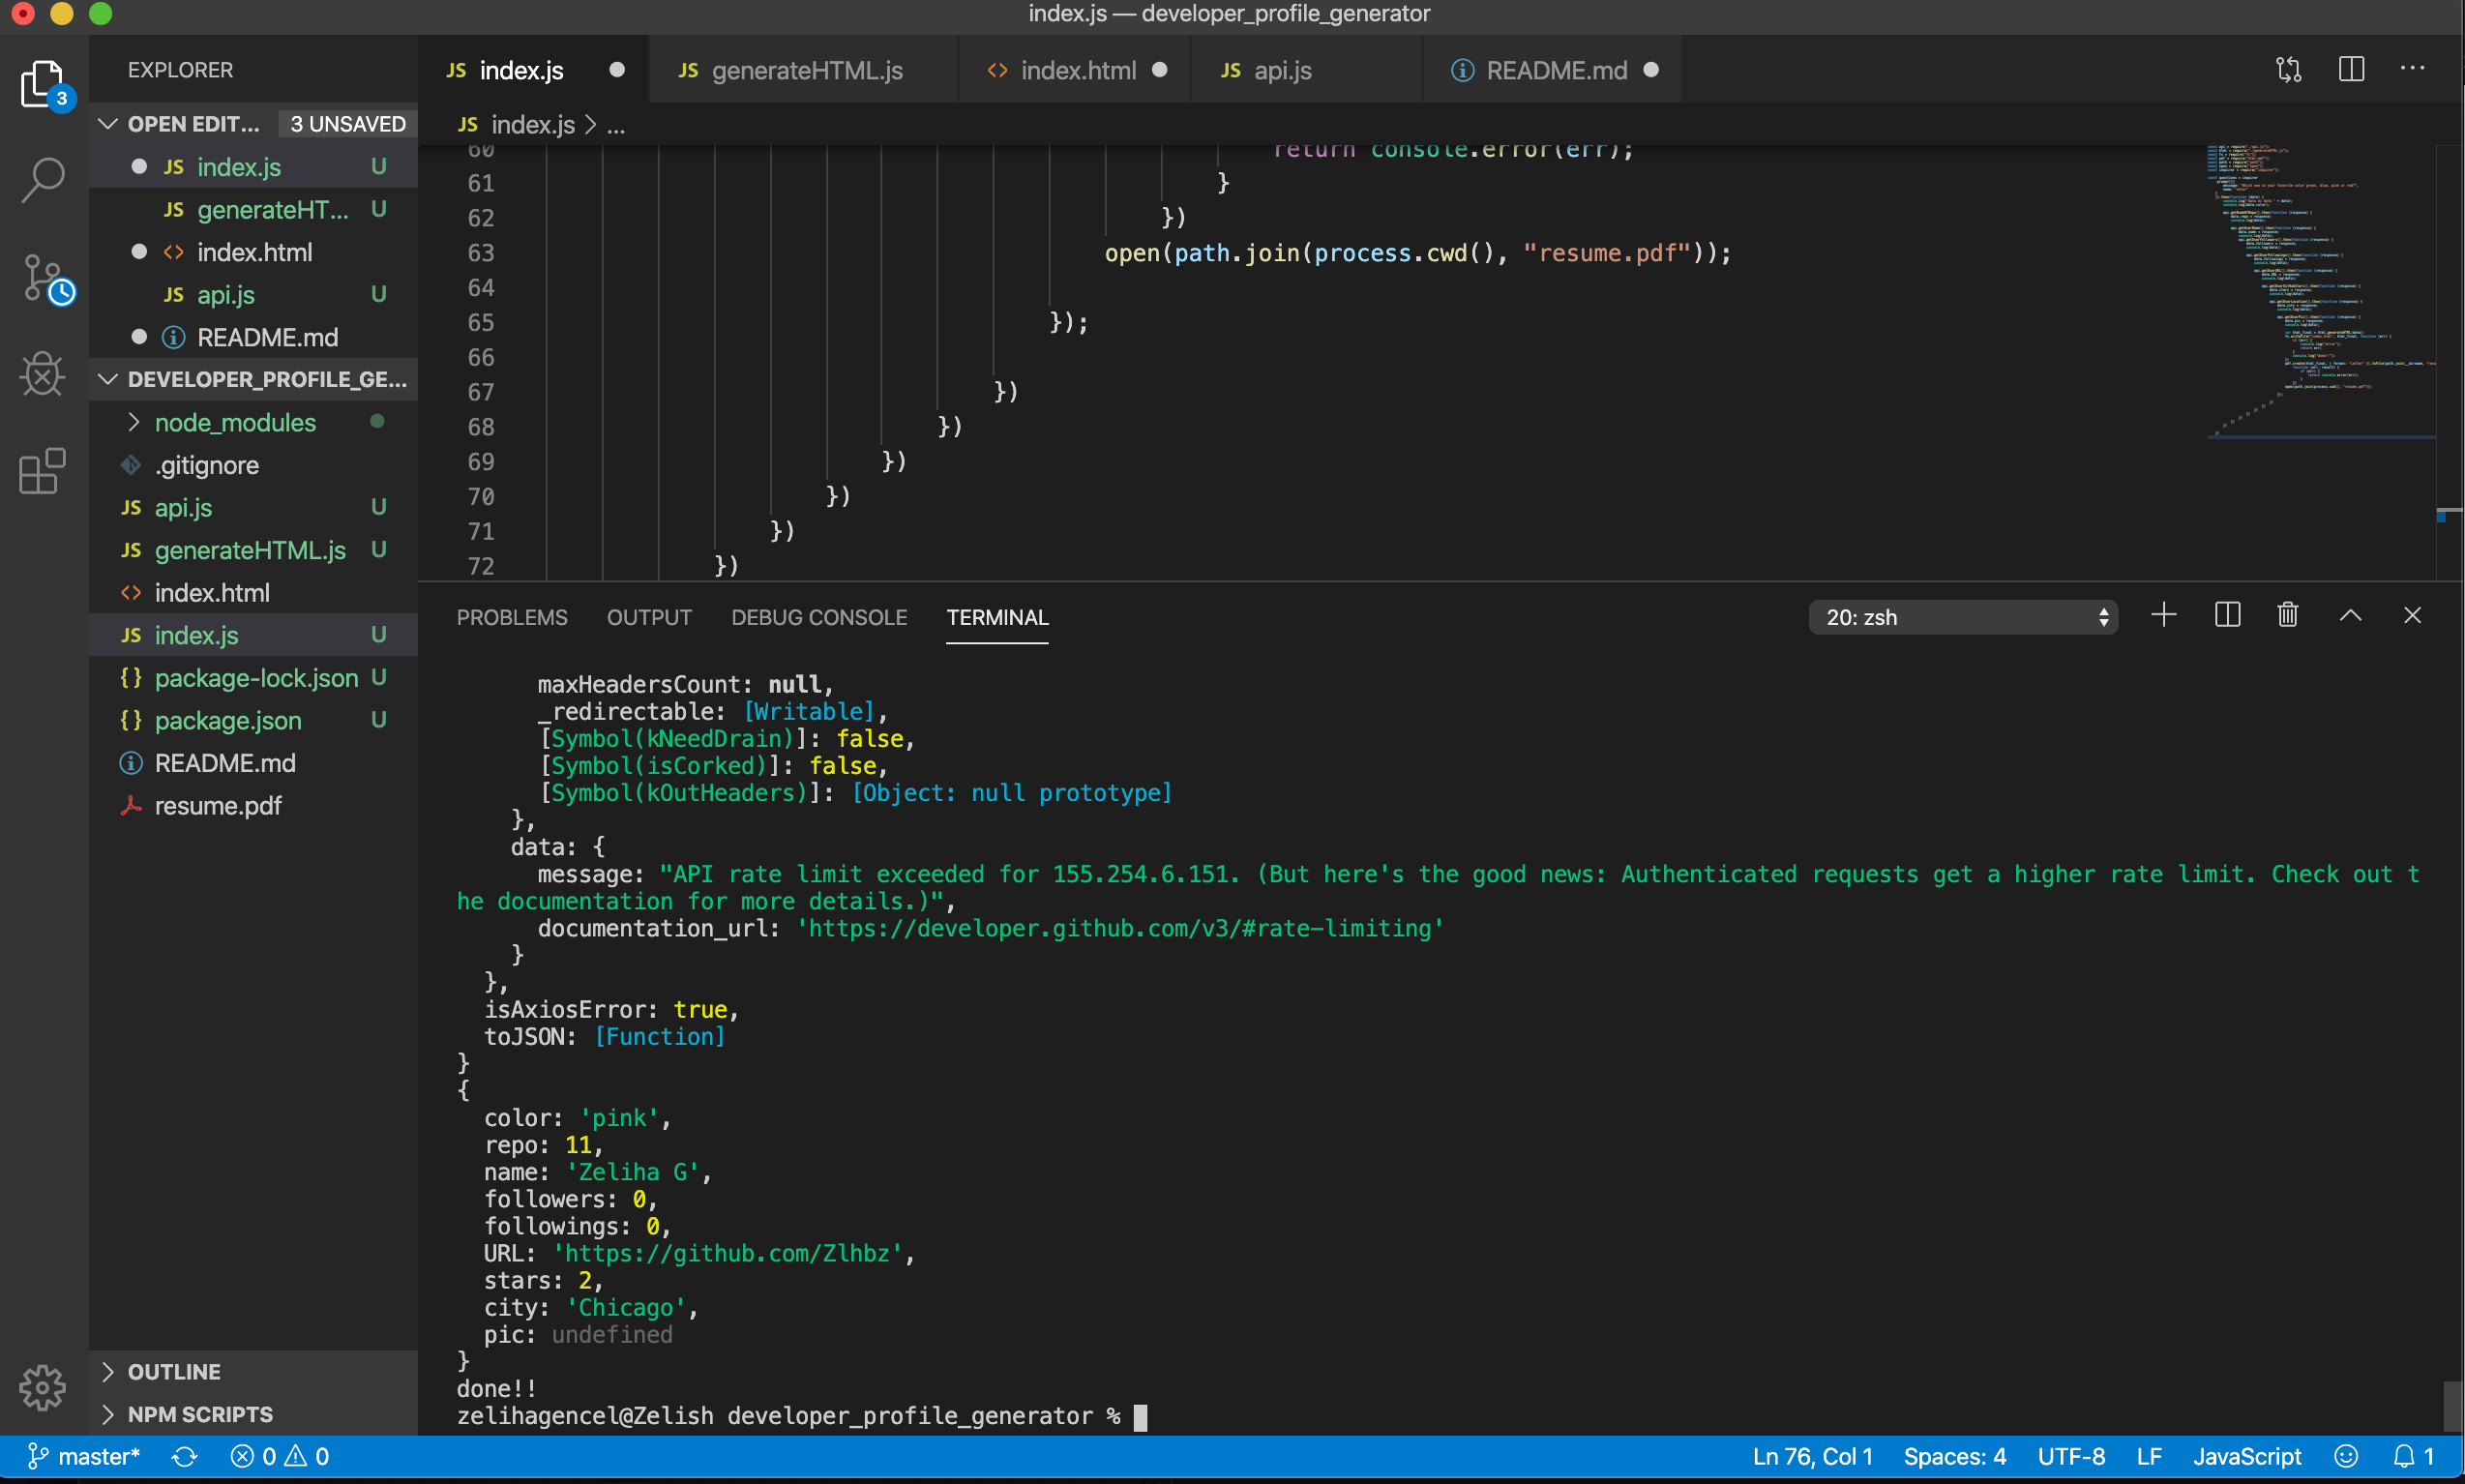 index.js — developer_profile_generator
EXPLORER
3
OPEN EDIT... 3 UNSAVED
JS index.js U
JS generateHT... U
<> index.html
JS api.js U
README.md
DEVELOPER_PROFILE_GE...
node_modules
.gitignore
JS api.js U
JS generateHTML.js U
<> index.html
JS index.js U
{} package-lock.json U
{} package.json U
README.md
resume.pdf
OUTLINE
NPM SCRIPTS
JS index.js
JS generateHTML.js
<> index.html
JS api.js
README.md
JS index.js > ...
60 return console.error(err);
61 }
62 })
63 open(path.join(process.cwd(), "resume.pdf"));
64
65 });
66
67 })
68 })
69 })
70 })
71 })
72 })
PROBLEMS OUTPUT DEBUG CONSOLE TERMINAL
20: zsh
maxHeadersCount: null,
_redirectable: [Writable],
[Symbol(kNeedDrain)]: false,
[Symbol(isCorked)]: false,
[Symbol(kOutHeaders)]: [Object: null prototype]
},
data: {
message: "API rate limit exceeded for 155.254.6.151. (But here's the good news: Authenticated requests get a higher rate limit. Check out t
he documentation for more details.)",
documentation_url: 'https://developer.github.com/v3/#rate-limiting'
}
},
isAxiosError: true,
toJSON: [Function]
}
{
color: 'pink',
repo: 11,
name: 'Zeliha G',
followers: 0,
followings: 0,
URL: 'https://github.com/Zlhbz',
stars: 2,
city: 'Chicago',
pic: undefined
}
done!!
zelihagencel@Zelish developer_profile_generator %
master* 0 0
Ln 76, Col 1 Spaces: 4 UTF-8 LF JavaScript 1